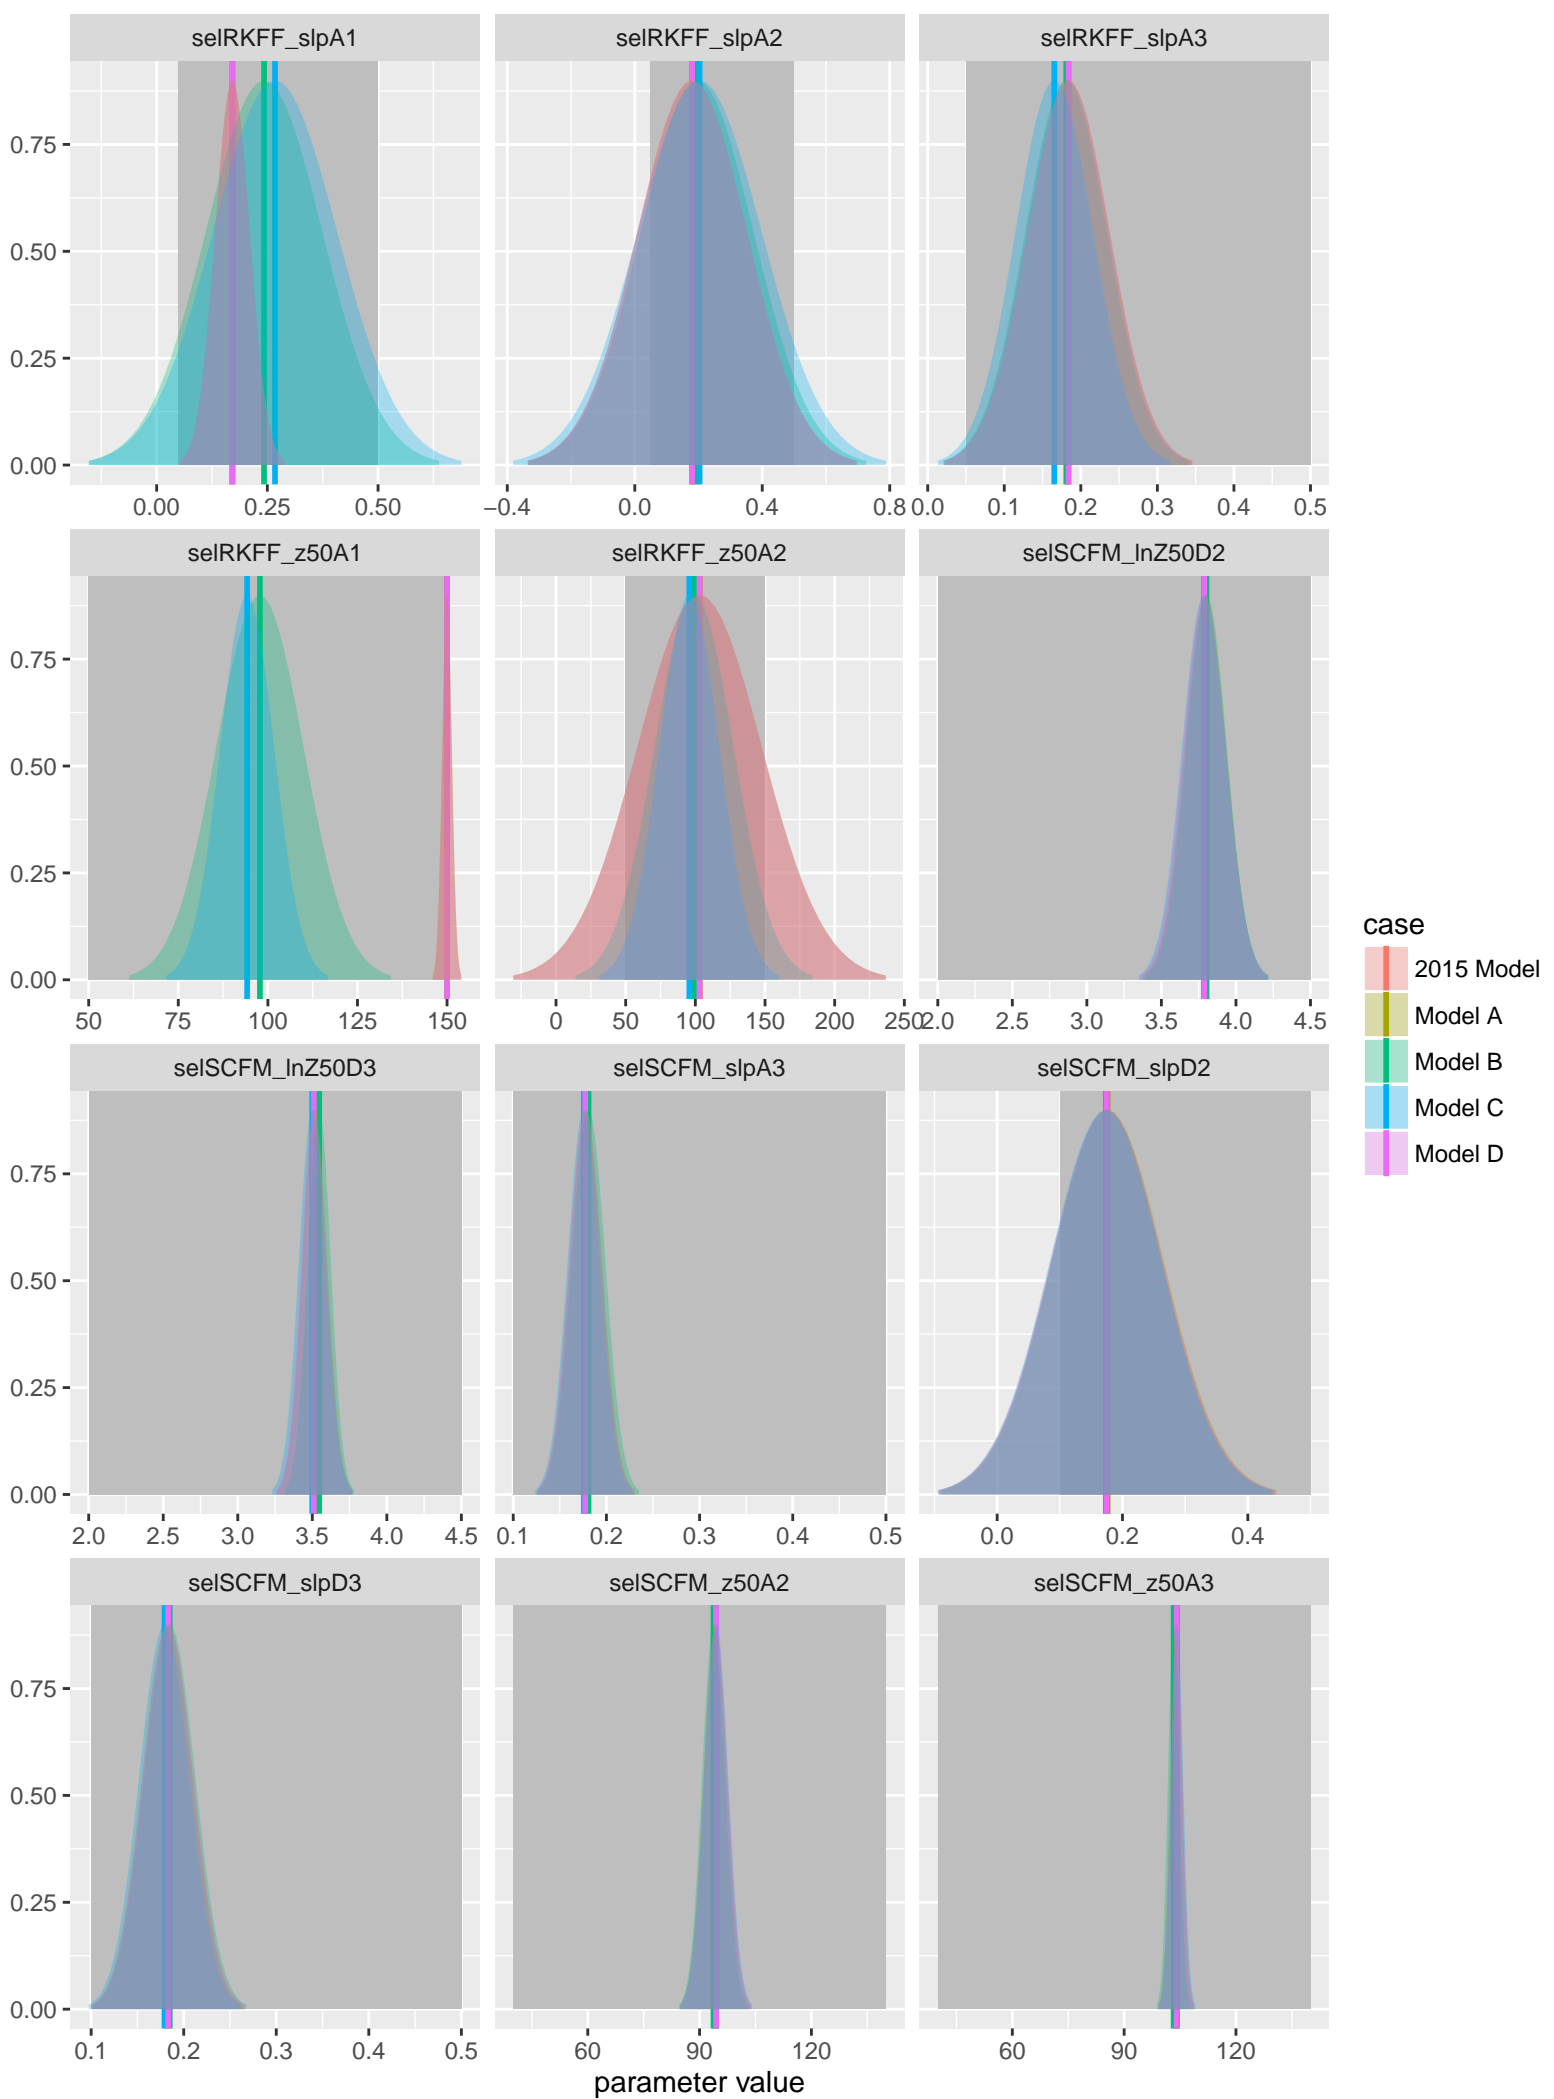 selRKFF_slpA1 selRKFF_slpA2 selRKFF_slpA3
0.75
0.50
0.25
0.00
0.00 0.25 0.50 −0.4 0.0 0.4 0.8 0.0 0.1 0.2 0.3 0.4 0.5
selRKFF_z50A1 selRKFF_z50A2 selSCFM_lnZ50D2
0.75
0.50
0.25
0.00
50 75 100 125 150 0 50 100 150 200 250 2.0 2.5 3.0 3.5 4.0 4.5
selSCFM_lnZ50D3 selSCFM_slpA3 selSCFM_slpD2
0.75
0.50
0.25
0.00
2.0 2.5 3.0 3.5 4.0 4.5 0.1 0.2 0.3 0.4 0.5 0.0 0.2 0.4
selSCFM_slpD3 selSCFM_z50A2 selSCFM_z50A3
0.75
0.50
0.25
0.00
0.1 0.2 0.3 0.4 0.5 60 90 120 60 90 120
parameter value
case
2015 Model
Model A
Model B
Model C
Model D